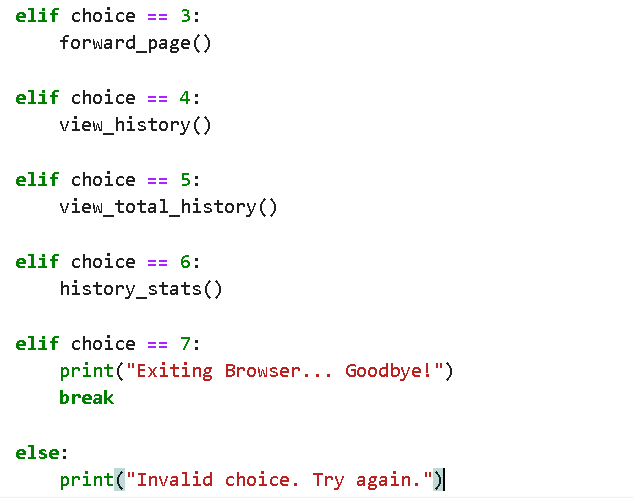 elif choice == 3:
    forward_page()

elif choice == 4:
    view_history()

elif choice == 5:
    view_total_history()

elif choice == 6:
    history_stats()

elif choice == 7:
    print("Exiting Browser... Goodbye!")
    break

else:
    print("Invalid choice. Try again.")